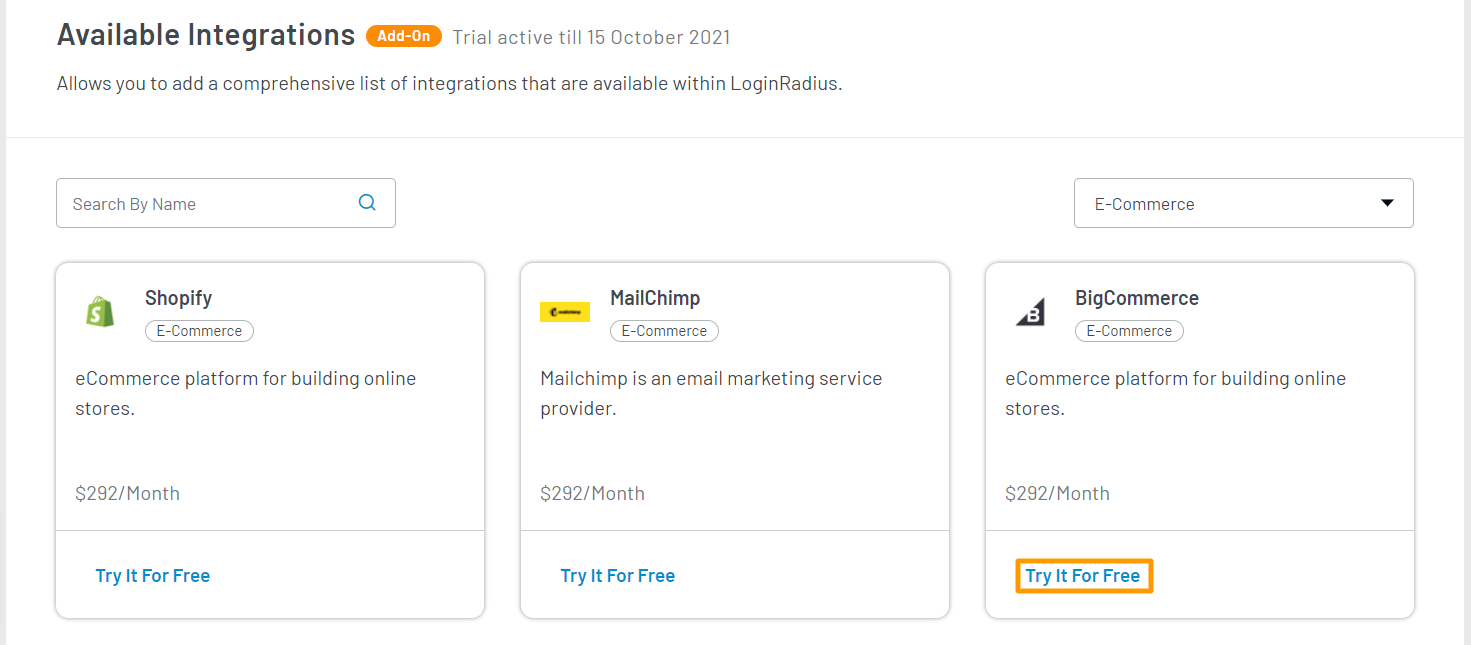 Available Integrations Add-On Trial active till 15 October 2021
Allows you to add a comprehensive list of integrations that are available within LoginRadius.
Search By Name
E-Commerce
Shopify
E-Commerce
eCommerce platform for building online
stores.
$292/Month
Try It For Free
mailchimp
MailChimp
E-Commerce
Mailchimp is an email marketing service
provider.
$292/Month
Try It For Free
B
BigCommerce
E-Commerce
eCommerce platform for building online
stores.
$292/Month
Try It For Free